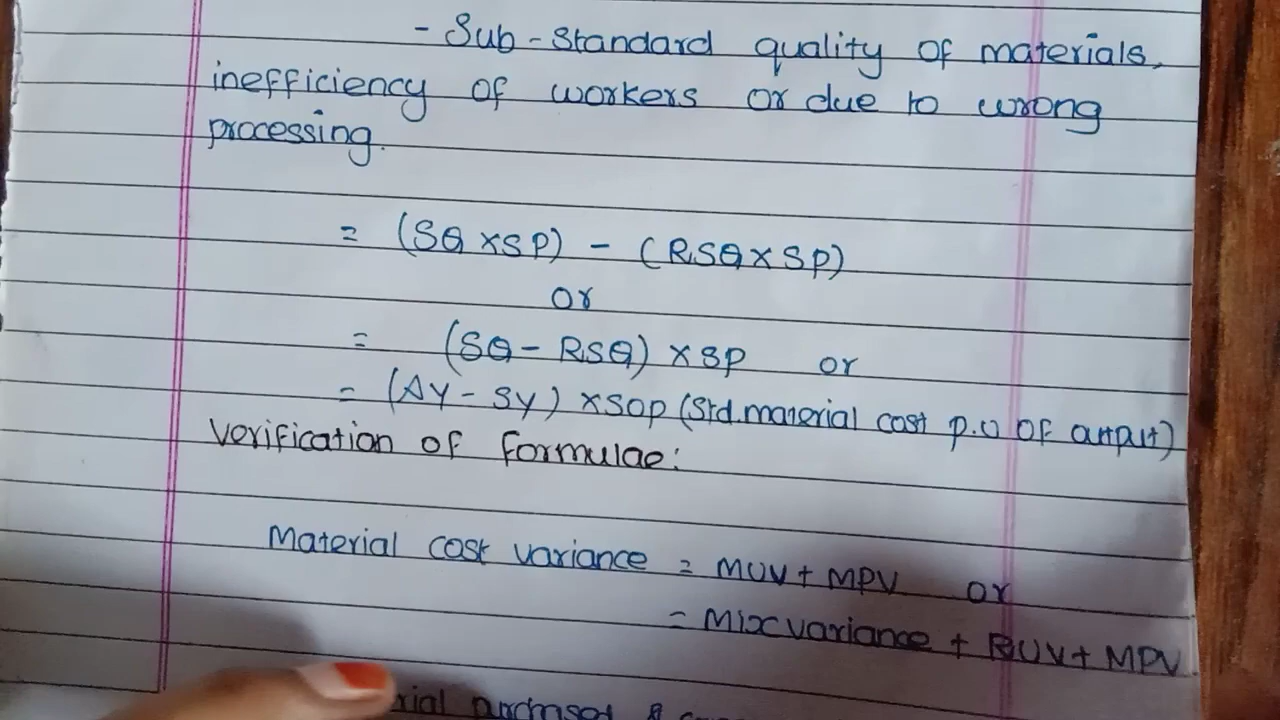 - Sub-standard quality of materials,
inefficiency of workers or due to wrong
processing.
= (SQ x SP) - (RSQ x SP)
or
= (SQ - RSQ) x SP or
= (AY - SY) x SOP (Std. material cost p.u of output)
Verification of formulae:
Material cost variance = MUV + MPV or
= Mix variance + RUV + MPV
rial purchased &